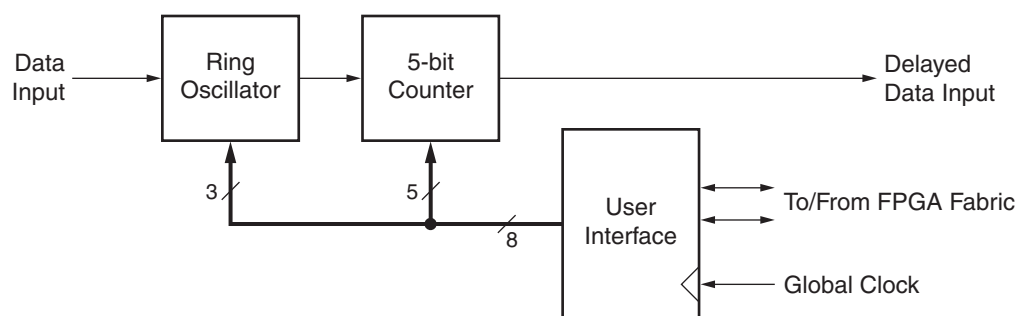 Data
Input
Ring
Oscillator
5-bit
Counter
Delayed
Data Input
3
5
8
User
Interface
To/From FPGA Fabric
Global Clock